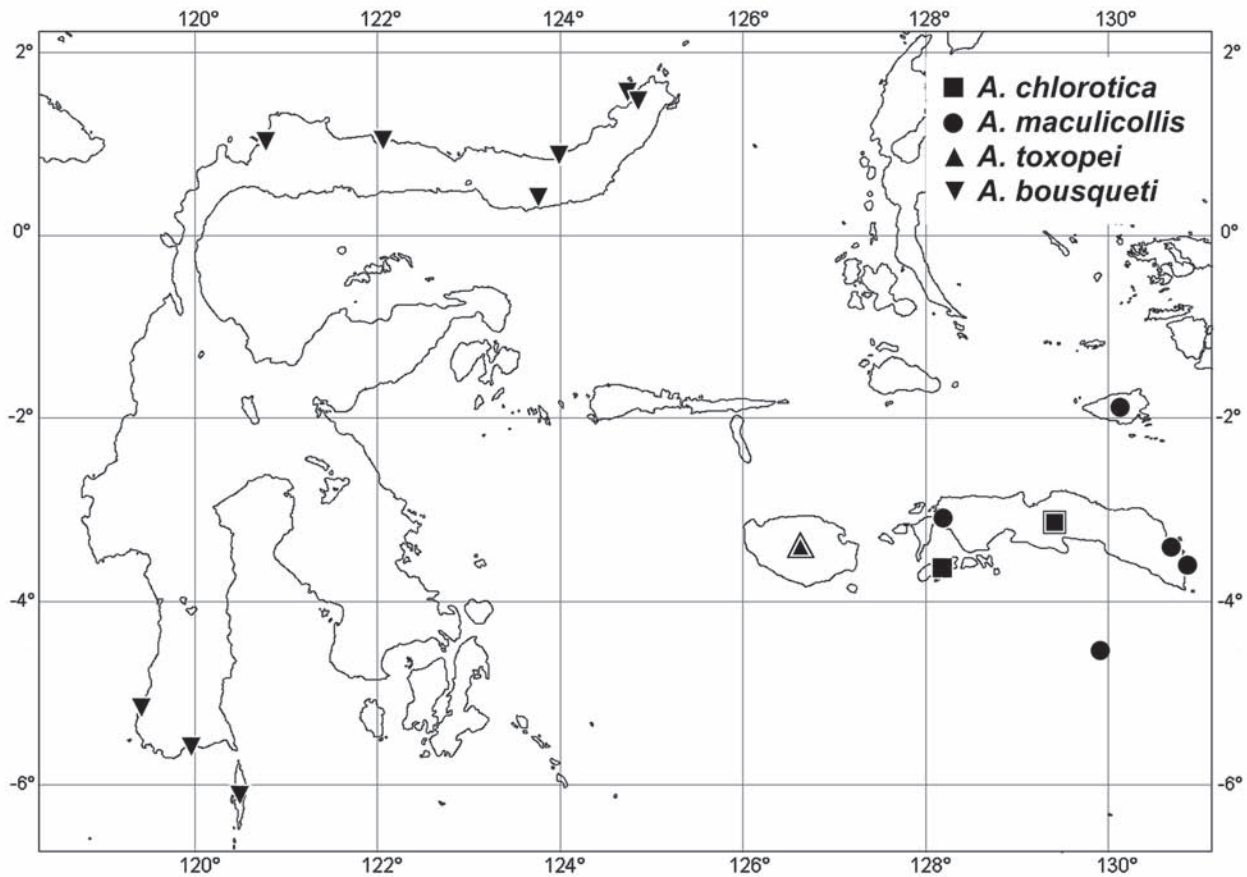 120° 122° 124° 126° 128° 130°
2° 2°
A. chlorotica
A. maculicollis
A. toxopei
A. bousqueti
0° 0°
-2° -2°
-4° -4°
-6° -6°
120° 122° 124° 126° 128° 130°